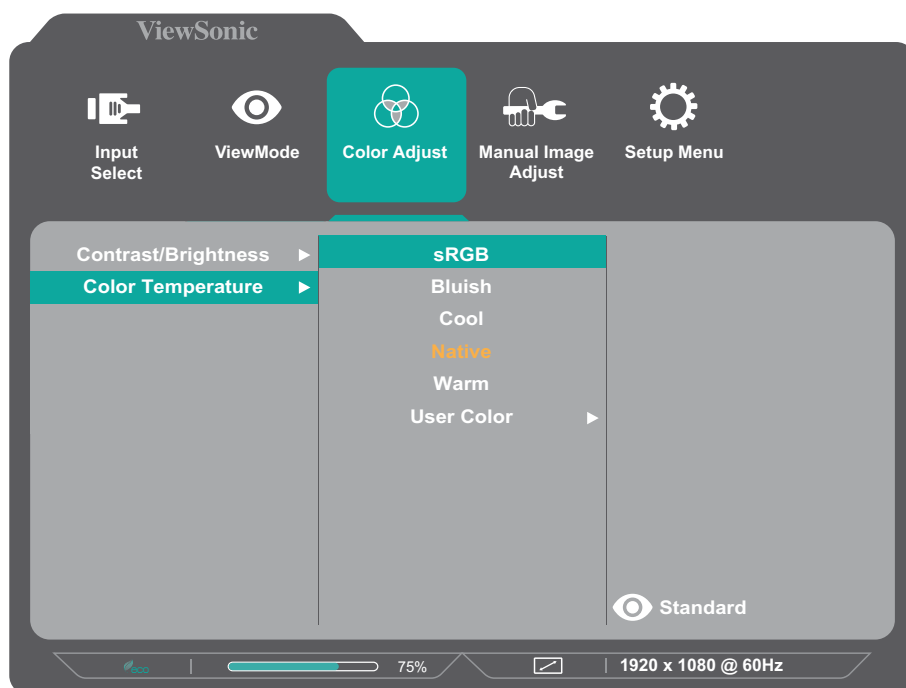 ViewSonic
Input Select
ViewMode
Color Adjust
Manual Image Adjust
Setup Menu
Contrast/Brightness
Color Temperature
sRGB
Bluish
Cool
Native
Warm
User Color
Standard
eco
75%
1920 x 1080 @ 60Hz